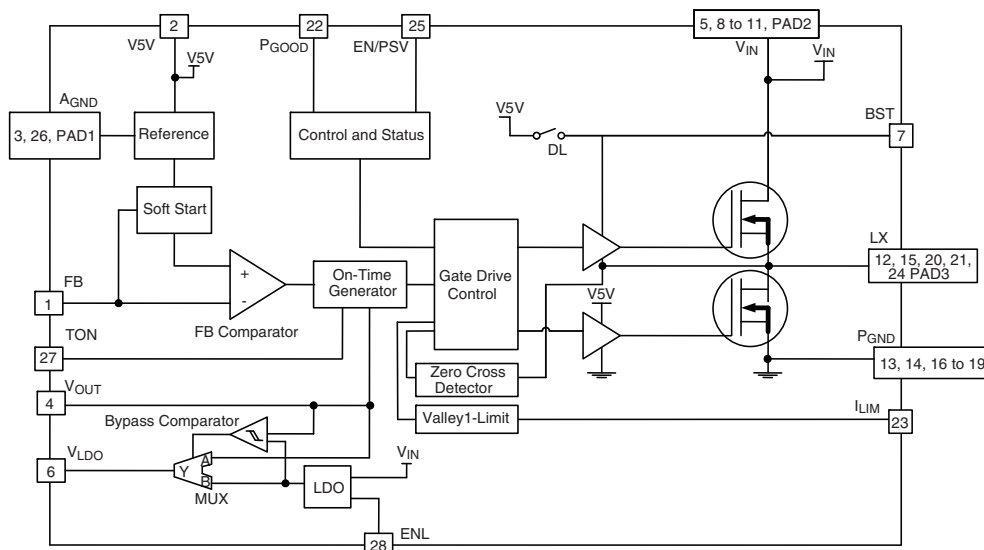 2
22
25
5, 8 to 11, PAD2
V5V
PGOOD
EN/PSV
VIN
V5V
VIN
AGND
V5V
BST
3, 26, PAD1
Reference
Control and Status
7
DL
Soft Start
LX
12, 15, 20, 21,
24 PAD3
FB
+
On-Time
Generator
Gate Drive
Control
1
-
V5V
FB Comparator
TON
PGND
27
13, 14, 16 to 19
Zero Cross
Detector
VOUT
4
ILIM
Bypass Comparator
Valley1-Limit
23
VLDO
VIN
6
Y
A
B
LDO
MUX
28
ENL